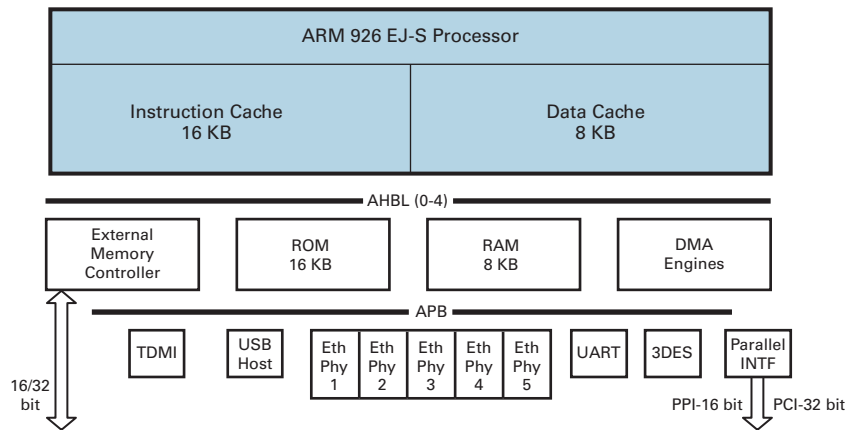 ARM 926 EJ-S Processor
Instruction Cache
16 KB
Data Cache
8 KB
AHBL (0-4)
External
Memory
Controller
ROM
16 KB
RAM
8 KB
DMA
Engines
APB
TDMI
USB
Host
Eth
Phy
1
Eth
Phy
2
Eth
Phy
3
Eth
Phy
4
Eth
Phy
5
UART
3DES
Parallel
INTF
16/32
bit
PPI-16 bit
PCI-32 bit